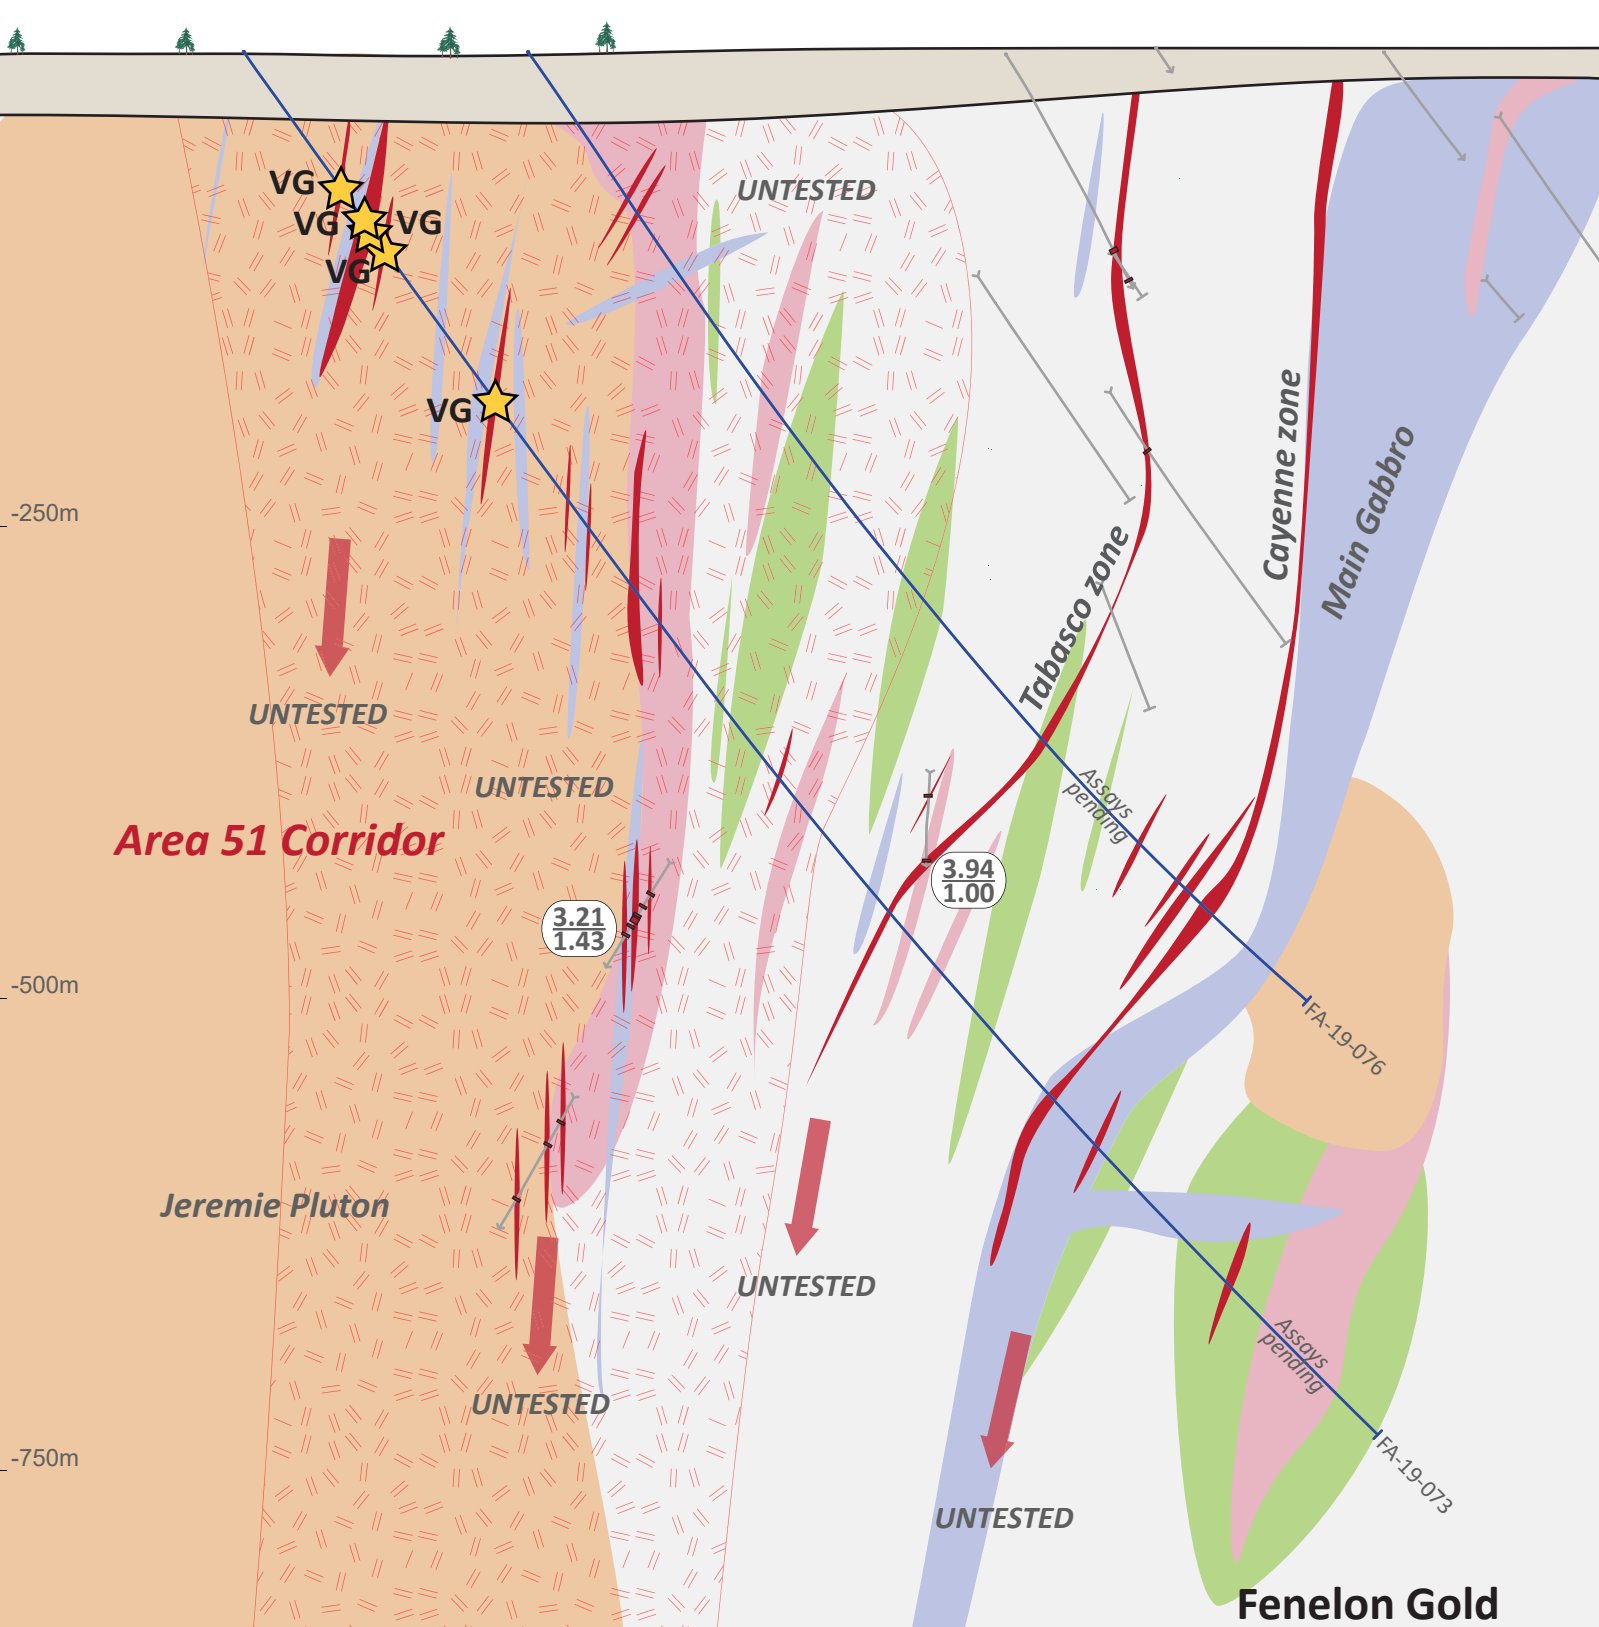 UNTESTED
VG
VG
VG
VG
VG
-250m
Cayenne zone
Main Gabbro
Tabasco zone
UNTESTED
UNTESTED
Assays
pending
Area 51 Corridor
3.94
1.00
3.21
1.43
-500m
FA-19-076
Jeremie Pluton
UNTESTED
Assays
pending
UNTESTED
-750m
FA-19-073
UNTESTED
Fenelon Gold